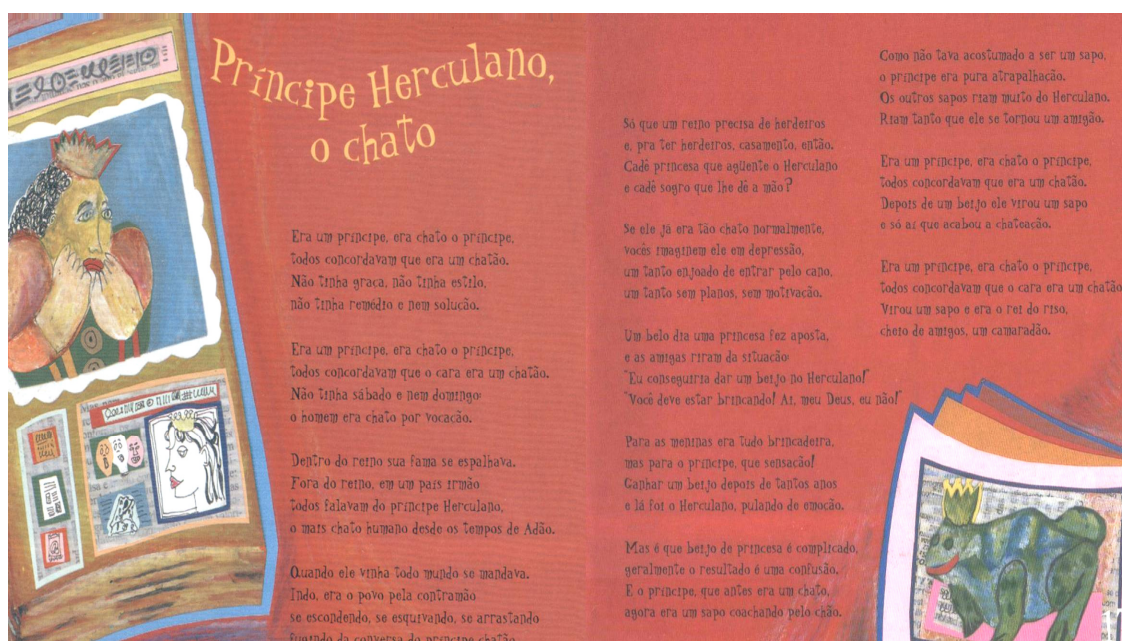 Príncipe Herculano,
o chato
Era um príncipe, era chato o príncipe,
todos concordavam que era um chatão.
Não tinha graça, não tinha estilo,
não tinha remédio e nem solução.
Era um príncipe, era chato o príncipe,
todos concordavam que o cara era um chatão.
Não tinha sábado e nem domingo:
o homem era chato por vocação.
Dentro do reino sua fama se espalhava.
Fora do reino, em um país irmão
todos falavam do príncipe Herculano,
o mais chato humano desde os tempos de Adão.
Quando ele vinha todo mundo se mandava.
Indo, era o povo pela contramão
se escondendo, se esquivando, se arrastando
fugindo da conversa do príncipe chatão.
Só que um reino precisa de herdeiros
e, pra ter herdeiros, casamento, então.
Cadê princesa que agüente o Herculano
e cadê sogro que lhe dê a mão?
Se ele já era tão chato normalmente,
vocês imaginem ele em depressão,
um tanto enjoado de entrar pelo cano,
um tanto sem planos, sem motivação.
Um belo dia uma princesa fez aposta,
e as amigas riram da situação:
"Eu conseguiria dar um beijo no Herculano!"
"Você deve estar brincando! Ai, meu Deus, eu não!"
Para as meninas era tudo brincadeira,
mas para o príncipe, que sensação!
Ganhar um beijo depois de tantos anos
e lá foi o Herculano, pulando de emoção.
Mas é que beijo de princesa é complicado,
geralmente o resultado é uma confusão.
E o príncipe, que antes era um chato,
agora era um sapo coachando pelo chão.
Como não tava acostumado a ser um sapo,
o príncipe era pura atrapalhação.
Os outros sapos riam muito do Herculano.
Riam tanto que ele se tornou um amigão.
Era um príncipe, era chato o príncipe,
todos concordavam que era um chatão.
Depois de um beijo ele virou um sapo
e só aí que acabou a chateação.
Era um príncipe, era chato o príncipe,
todos concordavam que o cara era um chatão
Virou um sapo e era o rei do riso,
cheio de amigos, um camaradão.